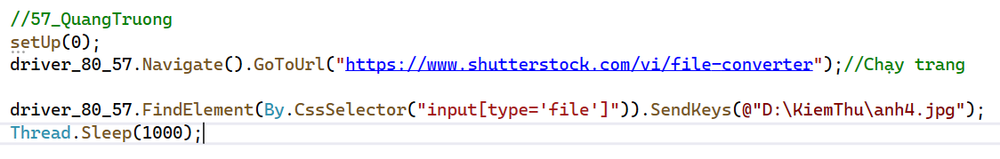 //57_QuangTruong
setUp(0);
driver_80_57.Navigate().GoToUrl("https://www.shutterstock.com/vi/file-converter");//Chạy trang
driver_80_57.FindElement(By.CssSelector("input[type='file']")).SendKeys(@"D:\KiemThu\anh4.jpg");
Thread.Sleep(1000);